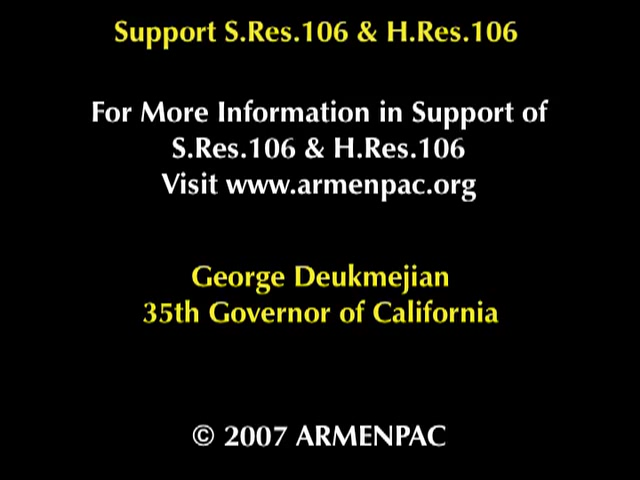 Support S.Res.106 & H.Res.106
For More Information in Support of
S.Res.106 & H.Res.106
Visit www.armenpac.org
George Deukmejian
35th Governor of California
© 2007 ARMENPAC